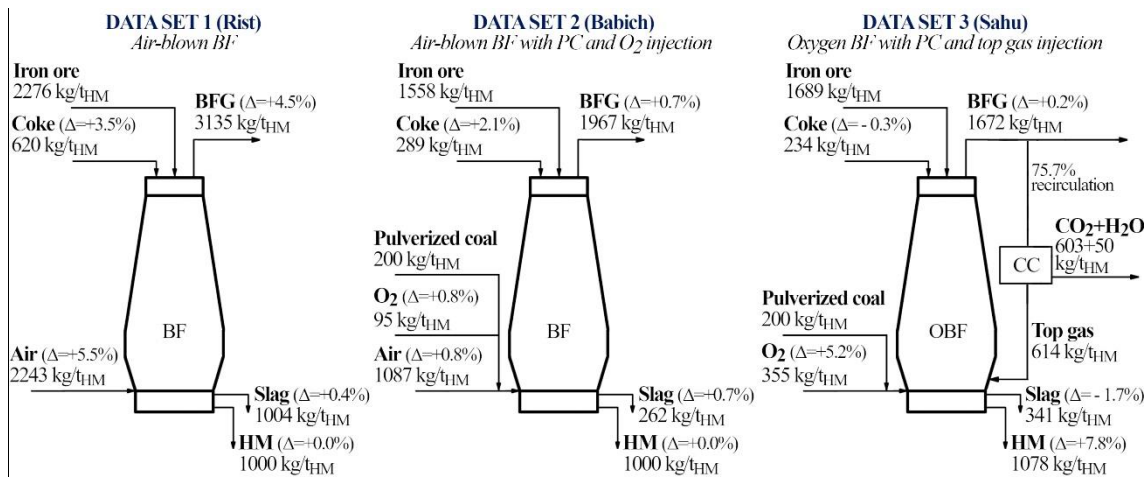 DATA SET 1 (Rist)
Air-blown BF
Iron ore
2276 kg/tHM
BFG (Δ=+4.5%)
3135 kg/tHM
Coke (Δ=+3.5%)
620 kg/tHM
BF
Air (Δ=+5.5%)
2243 kg/tHM
Slag (Δ=+0.4%)
1004 kg/tHM
HM (Δ=+0.0%)
1000 kg/tHM
DATA SET 2 (Babich)
Air-blown BF with PC and O2 injection
Iron ore
1558 kg/tHM
BFG (Δ=+0.7%)
1967 kg/tHM
Coke (Δ=+2.1%)
289 kg/tHM
Pulverized coal
200 kg/tHM
O2 (Δ=+0.8%)
95 kg/tHM
BF
Air (Δ=+0.8%)
1087 kg/tHM
Slag (Δ=+0.7%)
262 kg/tHM
HM (Δ=+0.0%)
1000 kg/tHM
DATA SET 3 (Sahu)
Oxygen BF with PC and top gas injection
Iron ore
1689 kg/tHM
BFG (Δ=+0.2%)
1672 kg/tHM
Coke (Δ= - 0.3%)
234 kg/tHM
75.7%
recirculation
CO2+H2O
603+50
kg/tHM
CC
Pulverized coal
200 kg/tHM
OBF
Top gas
614 kg/tHM
O2 (Δ=+5.2%)
355 kg/tHM
Slag (Δ= - 1.7%)
341 kg/tHM
HM (Δ=+7.8%)
1078 kg/tHM